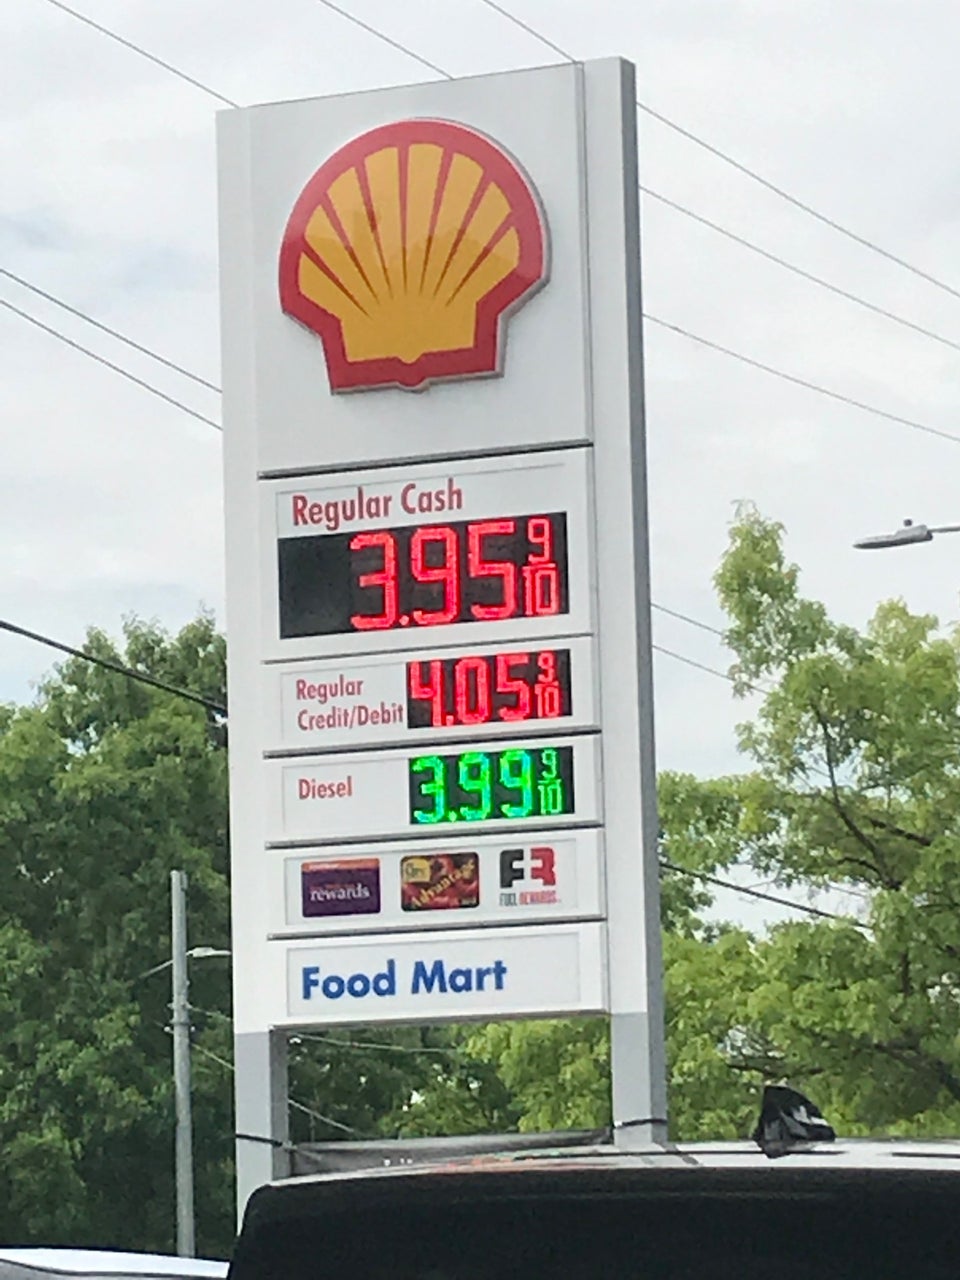 Regular Cash
3.95 9/10
Regular
Credit/Debit
4.05 9/10
Diesel
3.99 9/10
rewards
Advantage
FR
FUEL REWARDS
Food Mart